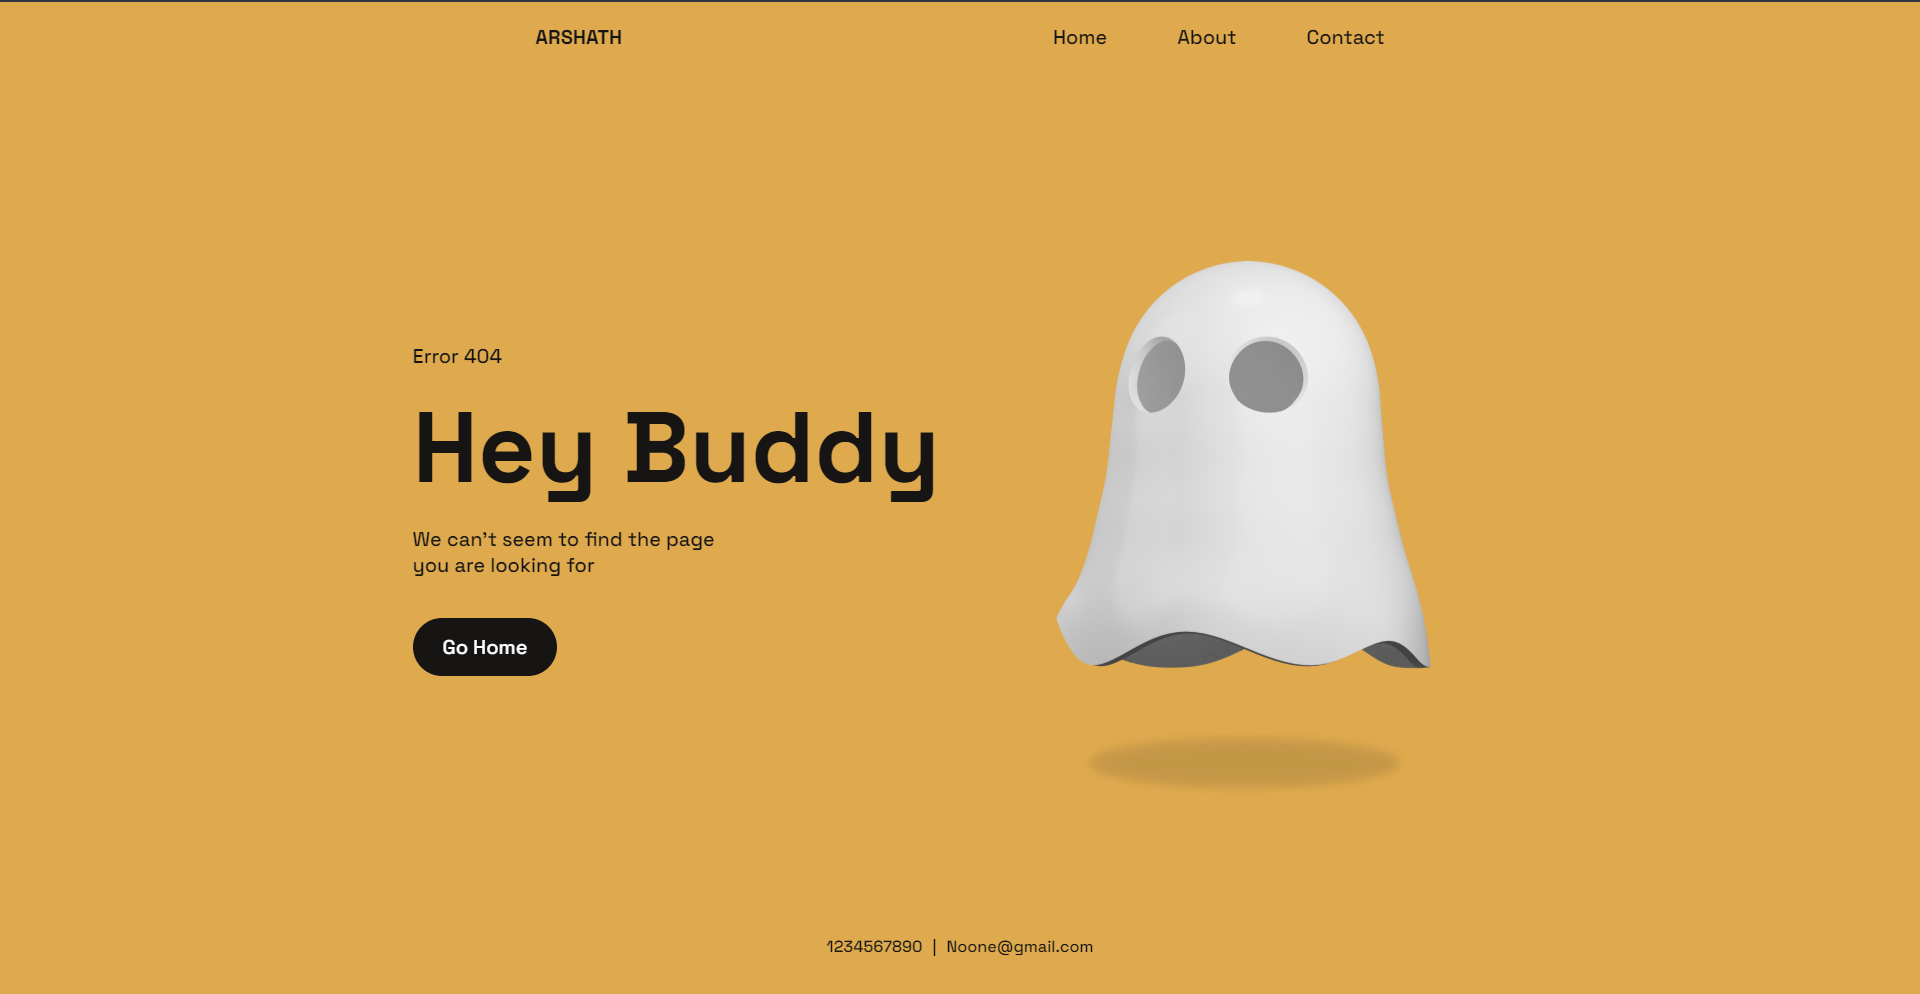 ARSHATH
Home About Contact
Error 404
Hey Buddy
We can't seem to find the page
you are looking for
Go Home
1234567890 | Noone@gmail.com